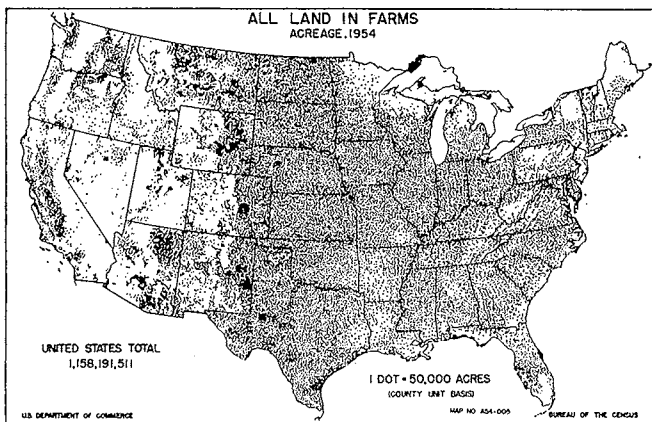 ALL LAND IN FARMS
ACREAGE, 1954
UNITED STATES TOTAL
1,158,191,511
1 DOT = 50,000 ACRES
(COUNTY UNIT BASIS)
U.S. DEPARTMENT OF COMMERCE
MAP NO. A54-005
BUREAU OF THE CENSUS